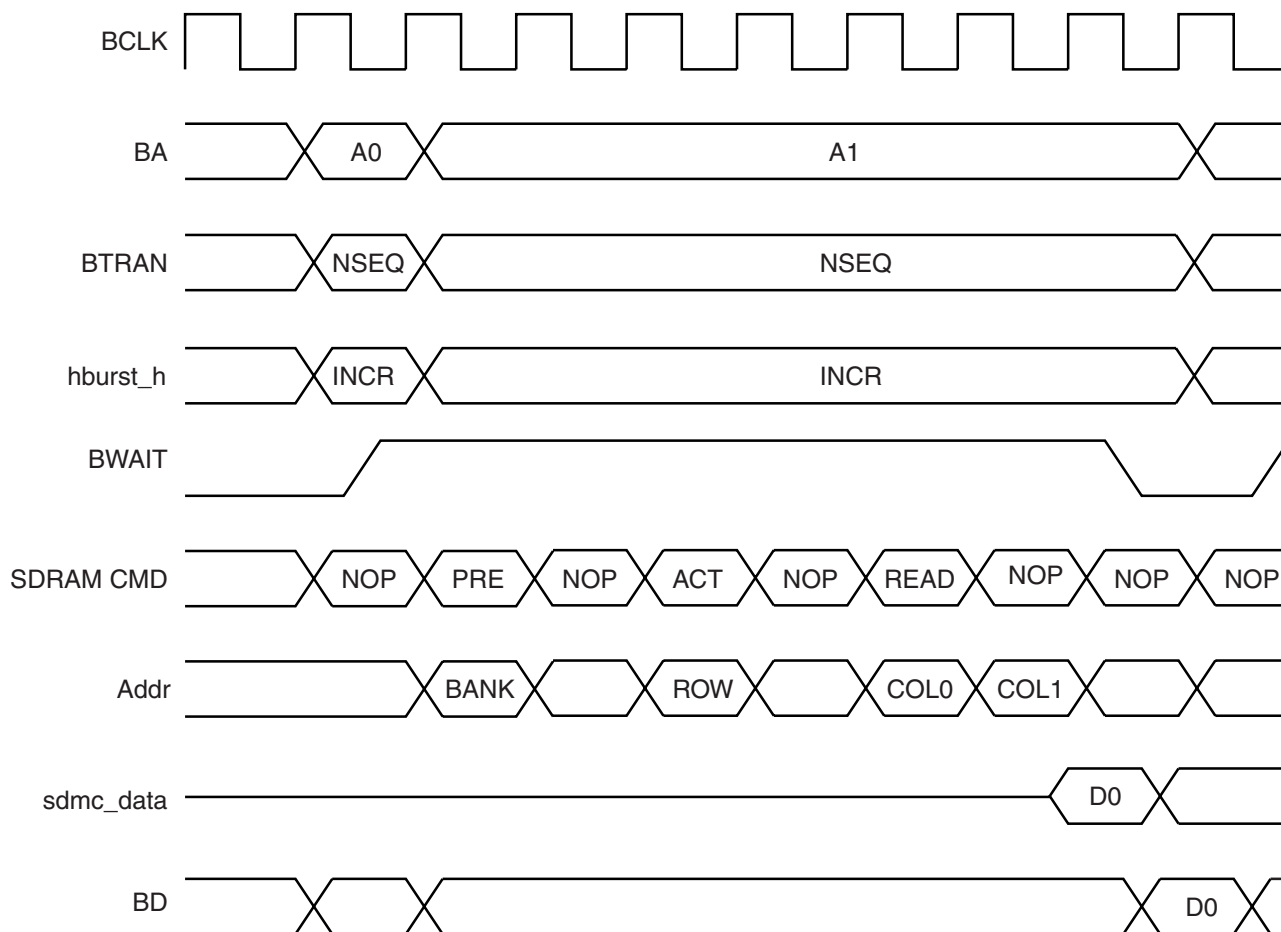 BCLK
BA A0 A1
BTRAN NSEQ NSEQ
hburst_h INCR INCR
BWAIT
SDRAM CMD NOP PRE NOP ACT NOP READ NOP NOP NOP
Addr BANK ROW COL0 COL1
sdmc_data D0
BD D0